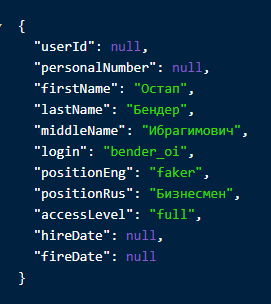 {
"userId": null,
"personalNumber": null,
"firstName": "Остап",
"lastName": "Бендер",
"middleName": "Ибрагимович",
"login": "bender_oi",
"positionEng": "faker",
"positionRus": "Бизнесмен",
"accessLevel": "full",
"hireDate": null,
"fireDate": null
}